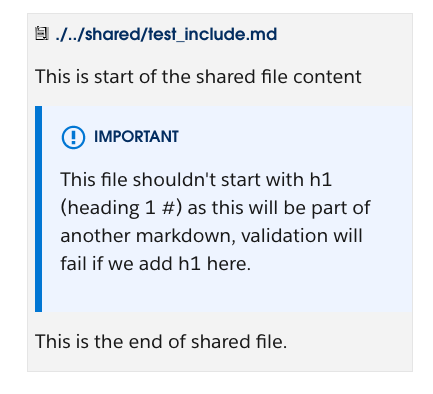 ./../shared/test_include.md
This is start of the shared file content
IMPORTANT
This file shouldn't start with h1
(heading 1 #) as this will be part of
another markdown, validation will
fail if we add h1 here.
This is the end of shared file.